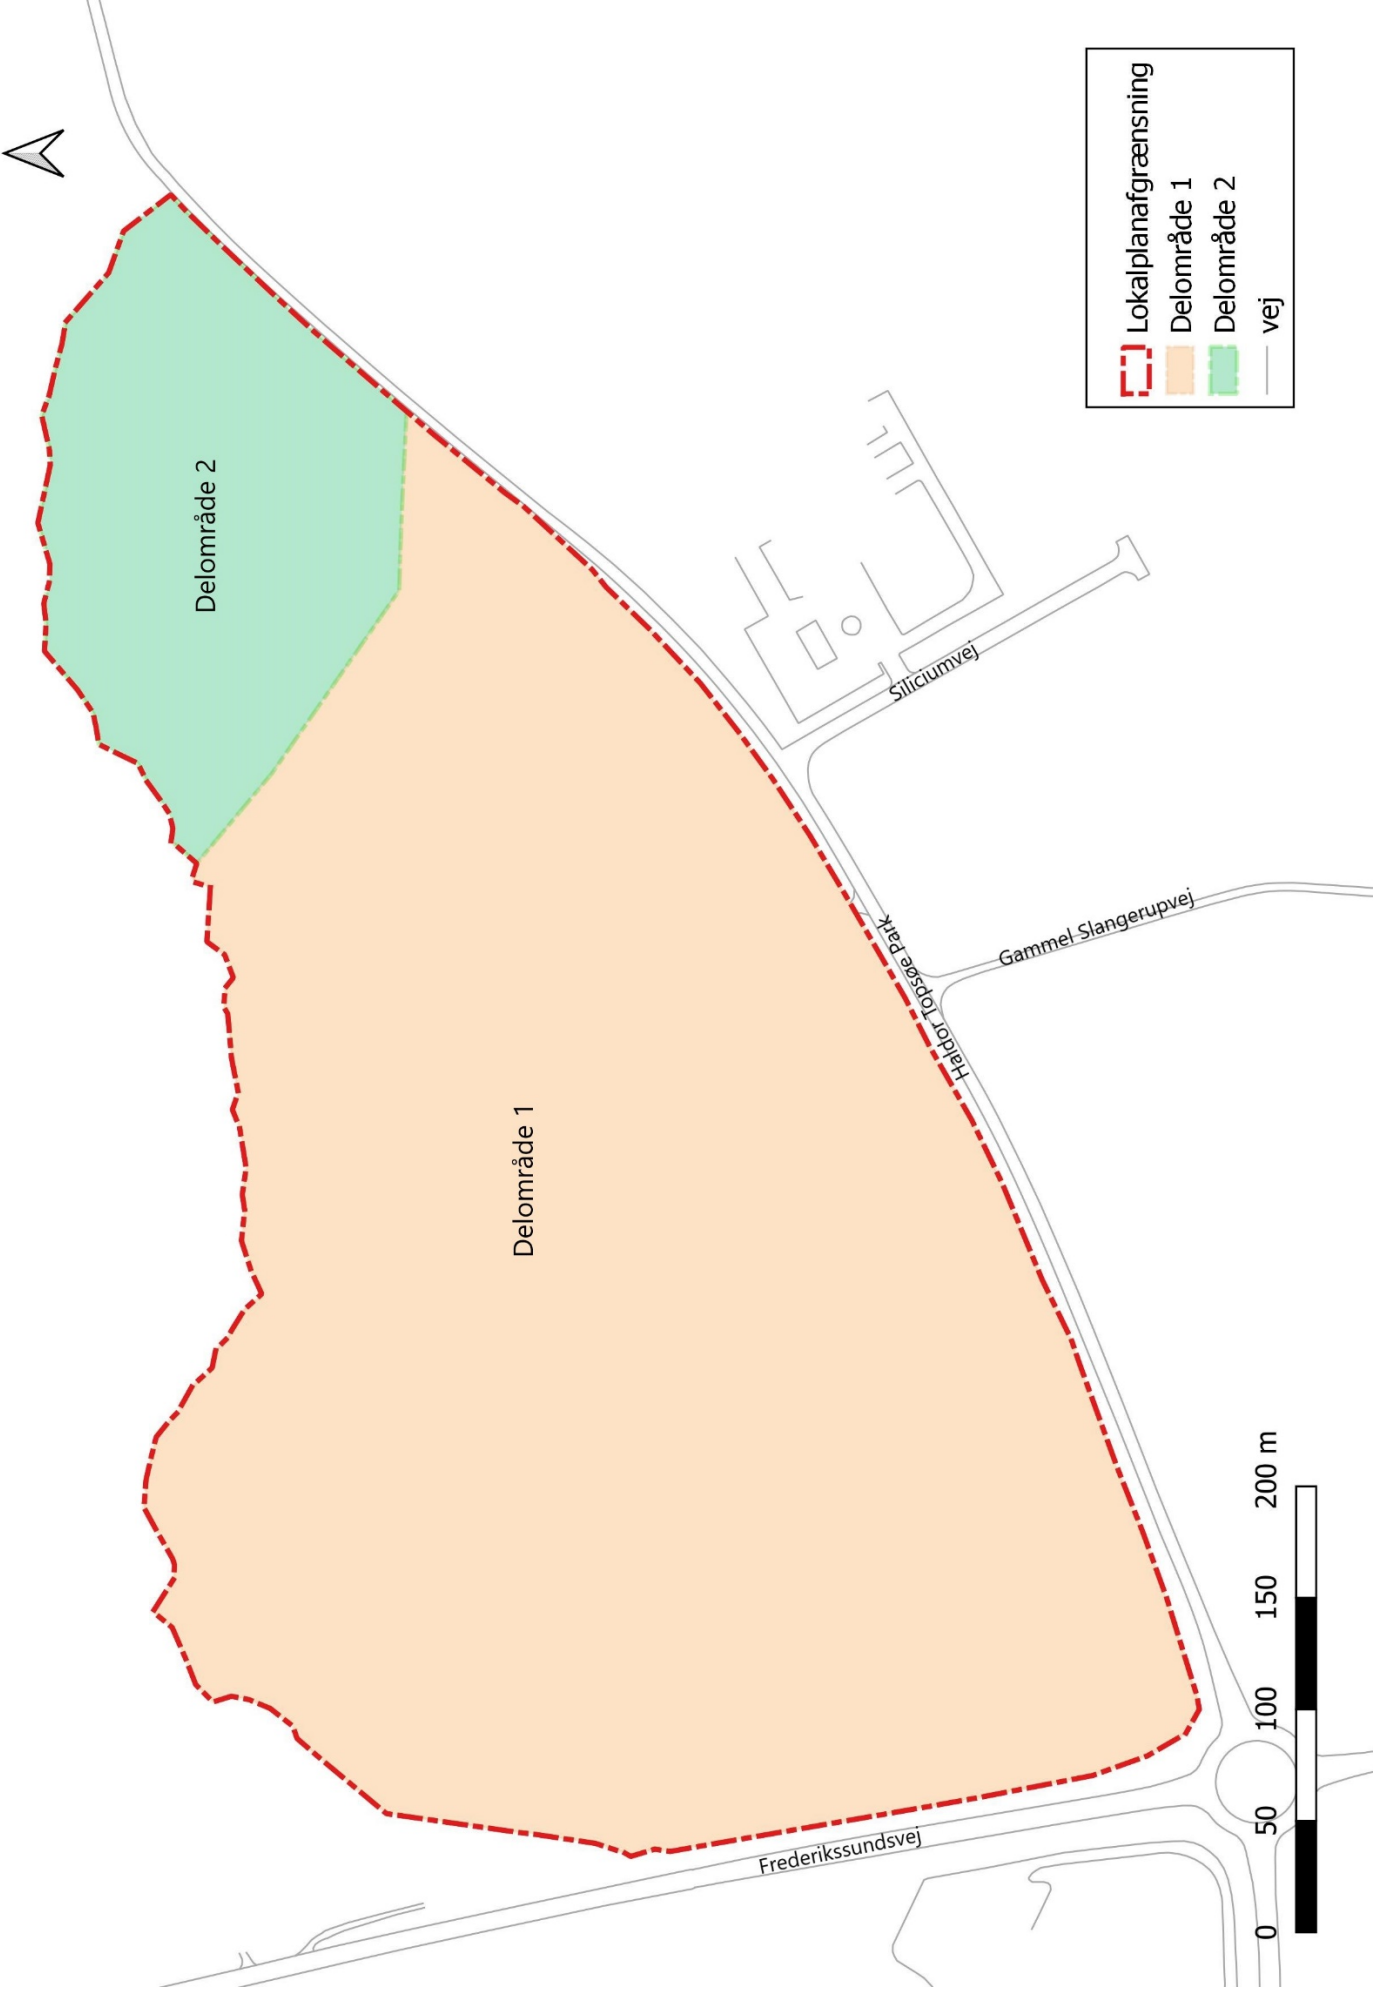 Delområde 2
Delområde 1
Siliciumvej
Haldor Topsøe Park
Gammel Slangerupvej
Frederikssundsvej
Lokalplanafgrænsning
Delområde 1
Delområde 2
vej
0 50 100 150 200 m